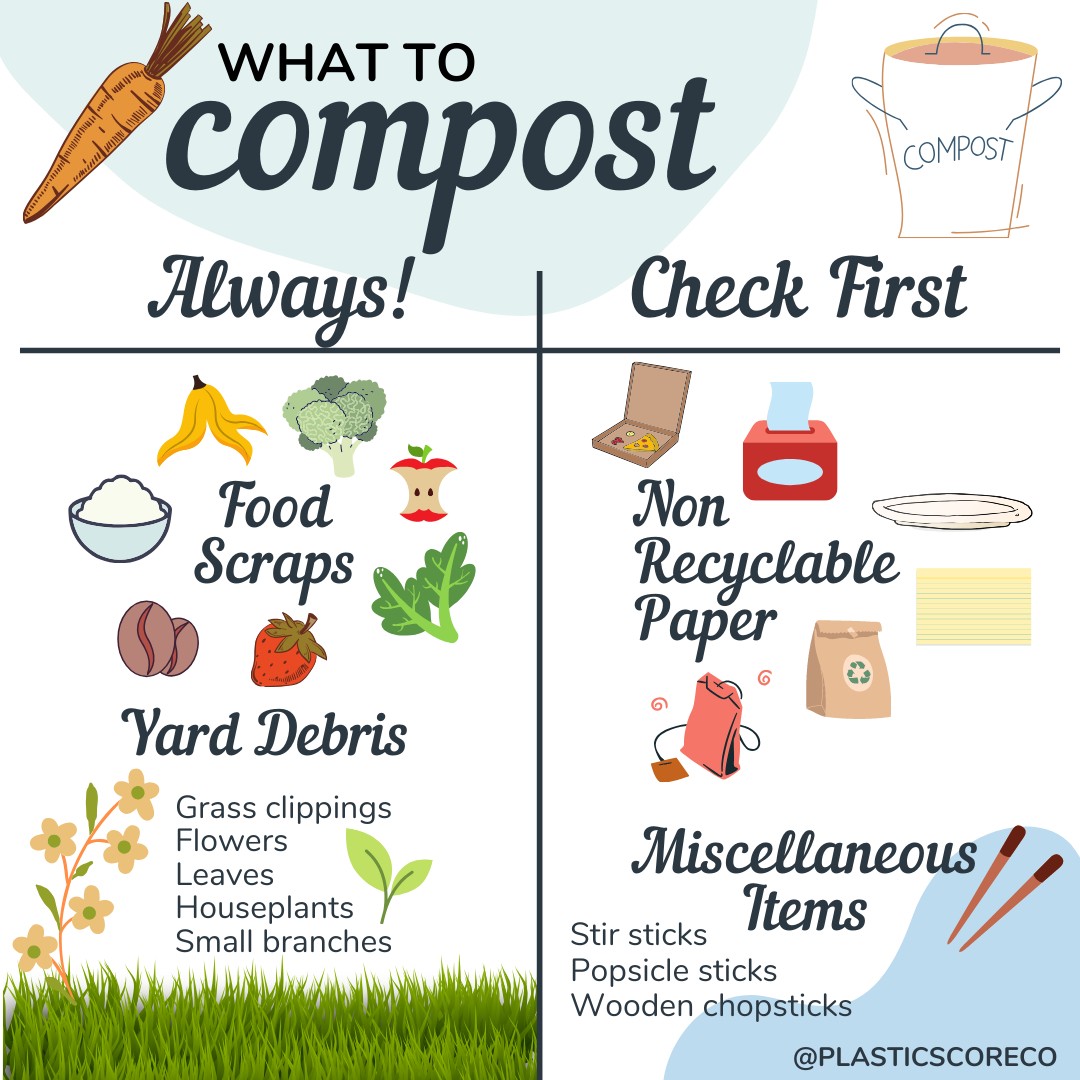 WHAT TO
compost
COMPOST
Always!
Check First
Food
Scraps
Yard Debris
Grass clippings
Flowers
Leaves
Houseplants
Small branches
Non
Recyclable
Paper
Miscellaneous
Items
Stir sticks
Popsicle sticks
Wooden chopsticks
@PLASTICSCORECO